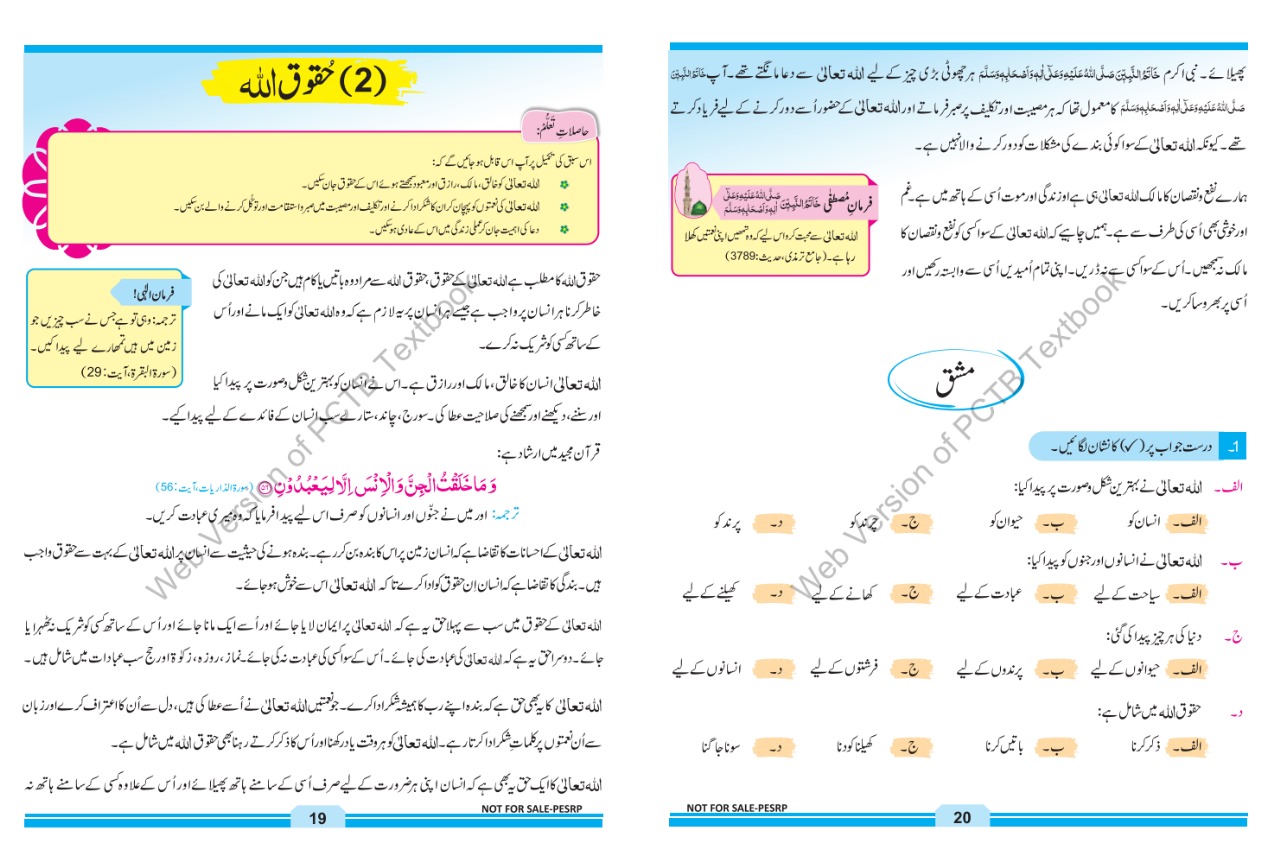 (2) حُقوق اللہ
حاصلاتِ تعلّم:
اس سبق کی تکمیل پر آپ اس قابل ہو جائیں گے کہ:
اللہ تعالیٰ کو خالق، مالک، رازق اور معبود سمجھتے ہوئے اس کے حقوق جان سکیں۔
اللہ تعالیٰ کی نعمتوں کو پہچان کر ان کا شکر ادا کرنے اور تکلیف اور مصیبت میں صبر و استقامت اور توکّل کرنے والے بن سکیں۔
دعا کی اہمیت جان کر عملی زندگی میں اس کے عادی ہو سکیں۔
حقوق اللہ کا مطلب ہے اللہ تعالیٰ کے حقوق، حقوق اللہ سے مراد وہ باتیں یا کام ہیں جن کو اللہ تعالیٰ کی
خاطر کرنا ہر انسان پر واجب ہے جیسے ہر انسان پر یہ لازم ہے کہ وہ اللہ تعالیٰ کو ایک مانے اور اُس
کے ساتھ کسی کو شریک نہ کرے۔
فرمانِ الٰہی!
ترجمہ: وہی تو ہے جس نے سب چیزیں جو
زمین میں ہیں تمھارے لیے پیدا کیں۔
(سورۃ البقرۃ، آیت: 29)
اللہ تعالیٰ انسان کا خالق، مالک اور رازق ہے۔ اس نے انسان کو بہترین شکل و صورت پر پیدا کیا
اور سننے، دیکھنے اور سمجھنے کی صلاحیت عطا کی۔ سورج، چاند، ستارے سب انسان کے فائدے کے لیے پیدا کیے۔
قرآن مجید میں ارشاد ہے:
وَمَا خَلَقْتُ الْجِنَّ وَالْاِنْسَ اِلَّا لِيَعْبُدُوْنِ ﴿٥٦﴾ (سورۃ الذاریات، آیت: 56)
ترجمہ: اور میں نے جنّوں اور انسانوں کو صرف اس لیے پیدا فرمایا کہ وہ میری عبادت کریں۔
اللہ تعالیٰ کے احسانات کا تقاضا ہے کہ انسان زمین پر اس کا بندہ بن کر رہے۔ بندہ ہونے کی حیثیت سے انسان پر اللہ تعالیٰ کے بہت سے حقوق واجب
ہیں۔ بندگی کا تقاضا ہے کہ انسان اِن حقوق کو ادا کرے تاکہ اللہ تعالیٰ اس سے خوش ہو جائے۔
اللہ تعالیٰ کے حقوق میں سب سے پہلا حق یہ ہے کہ اللہ تعالیٰ پر ایمان لایا جائے اور اُسے ایک مانا جائے اور اُس کے ساتھ کسی کو شریک نہ ٹھہرایا
جائے۔ دوسرا حق یہ ہے کہ اللہ تعالیٰ کی عبادت کی جائے۔ اُس کے سوا کسی کی عبادت نہ کی جائے۔ نماز، روزہ، زکوٰۃ اور حج سب عبادات میں شامل ہیں۔
اللہ تعالیٰ کا یہ بھی حق ہے کہ بندہ اپنے رب کا ہمیشہ شکر ادا کرے۔ جو نعمتیں اللہ تعالیٰ نے اُسے عطا کی ہیں، دل سے اُن کا اعتراف کرے اور زبان
سے اُن نعمتوں پر کلماتِ شکر ادا کرتا رہے۔ اللہ تعالیٰ کو ہر وقت یاد رکھنا اور اُس کا ذکر کرتے رہنا بھی حقوق اللہ میں شامل ہے۔
اللہ تعالیٰ کا ایک حق یہ بھی ہے کہ انسان اپنی ہر ضرورت کے لیے صرف اُسی کے سامنے ہاتھ پھیلائے اور اُس کے علاوہ کسی کے سامنے ہاتھ نہ
NOT FOR SALE-PESRP
19
Web Version of PCTB Textbook
پھیلائے۔ نبی اکرم خَاتَمُ النَّبِیّٖنَ صَلَّی اللہُ عَلَیْہِ وَعَلٰٓی اٰلِہٖ وَاَصْحَابِہٖ وَسَلَّمَ ہر چھوٹی بڑی چیز کے لیے اللہ تعالیٰ سے دعا مانگتے تھے۔ آپ خَاتَمُ النَّبِیّٖنَ
صَلَّی اللہُ عَلَیْہِ وَعَلٰٓی اٰلِہٖ وَاَصْحَابِہٖ وَسَلَّمَ کا معمول تھا کہ ہر مصیبت اور تکلیف پر صبر فرماتے اور اللہ تعالیٰ کے حضور اُسے دور کرنے کے لیے فریاد کرتے
تھے۔ کیونکہ اللہ تعالیٰ کے سوا کوئی بندے کی مشکلات کو دور کرنے والا نہیں ہے۔
ہمارے نفع و نقصان کا مالک اللہ تعالیٰ ہی ہے اور زندگی اور موت اُسی کے ہاتھ میں ہے۔ غم
اور خوشی بھی اُسی کی طرف سے ہے۔ ہمیں چاہیے کہ اللہ تعالیٰ کے سوا کسی کو نفع و نقصان کا
مالک نہ سمجھیں۔ اُس کے سوا کسی سے نہ ڈریں۔ اپنی تمام اُمیدیں اُسی سے وابستہ رکھیں اور
اُسی پر بھروسا کریں۔
فرمانِ مُصطفٰی خَاتَمُ النَّبِیّٖنَ صَلَّی اللہُ عَلَیْہِ وَعَلٰٓی اٰلِہٖ وَاَصْحَابِہٖ وَسَلَّمَ
اللہ تعالیٰ سے محبت کرو اس لیے کہ وہ تمھیں اپنی نعمتیں کھلا
رہا ہے۔ (جامع ترمذی، حدیث: 3789)
مشق
1۔ درست جواب پر (✓) کا نشان لگائیں۔
الف۔ اللہ تعالیٰ نے بہترین شکل و صورت پر پیدا کیا:
الف۔ انسان کو ب۔ حیوان کو ج۔ چرند کو د۔ پرند کو
ب۔ اللہ تعالیٰ نے انسانوں اور جنوں کو پیدا کیا:
الف۔ سیاحت کے لیے ب۔ عبادت کے لیے ج۔ کھانے کے لیے د۔ کھیلنے کے لیے
ج۔ دنیا کی ہر چیز پیدا کی گئی:
الف۔ حیوانوں کے لیے ب۔ پرندوں کے لیے ج۔ فرشتوں کے لیے د۔ انسانوں کے لیے
د۔ حقوق اللہ میں شامل ہے:
الف۔ ذکر کرنا ب۔ باتیں کرنا ج۔ کھیلنا کودنا د۔ سونا جاگنا
NOT FOR SALE-PESRP
20
Web Version of PCTB Textbook